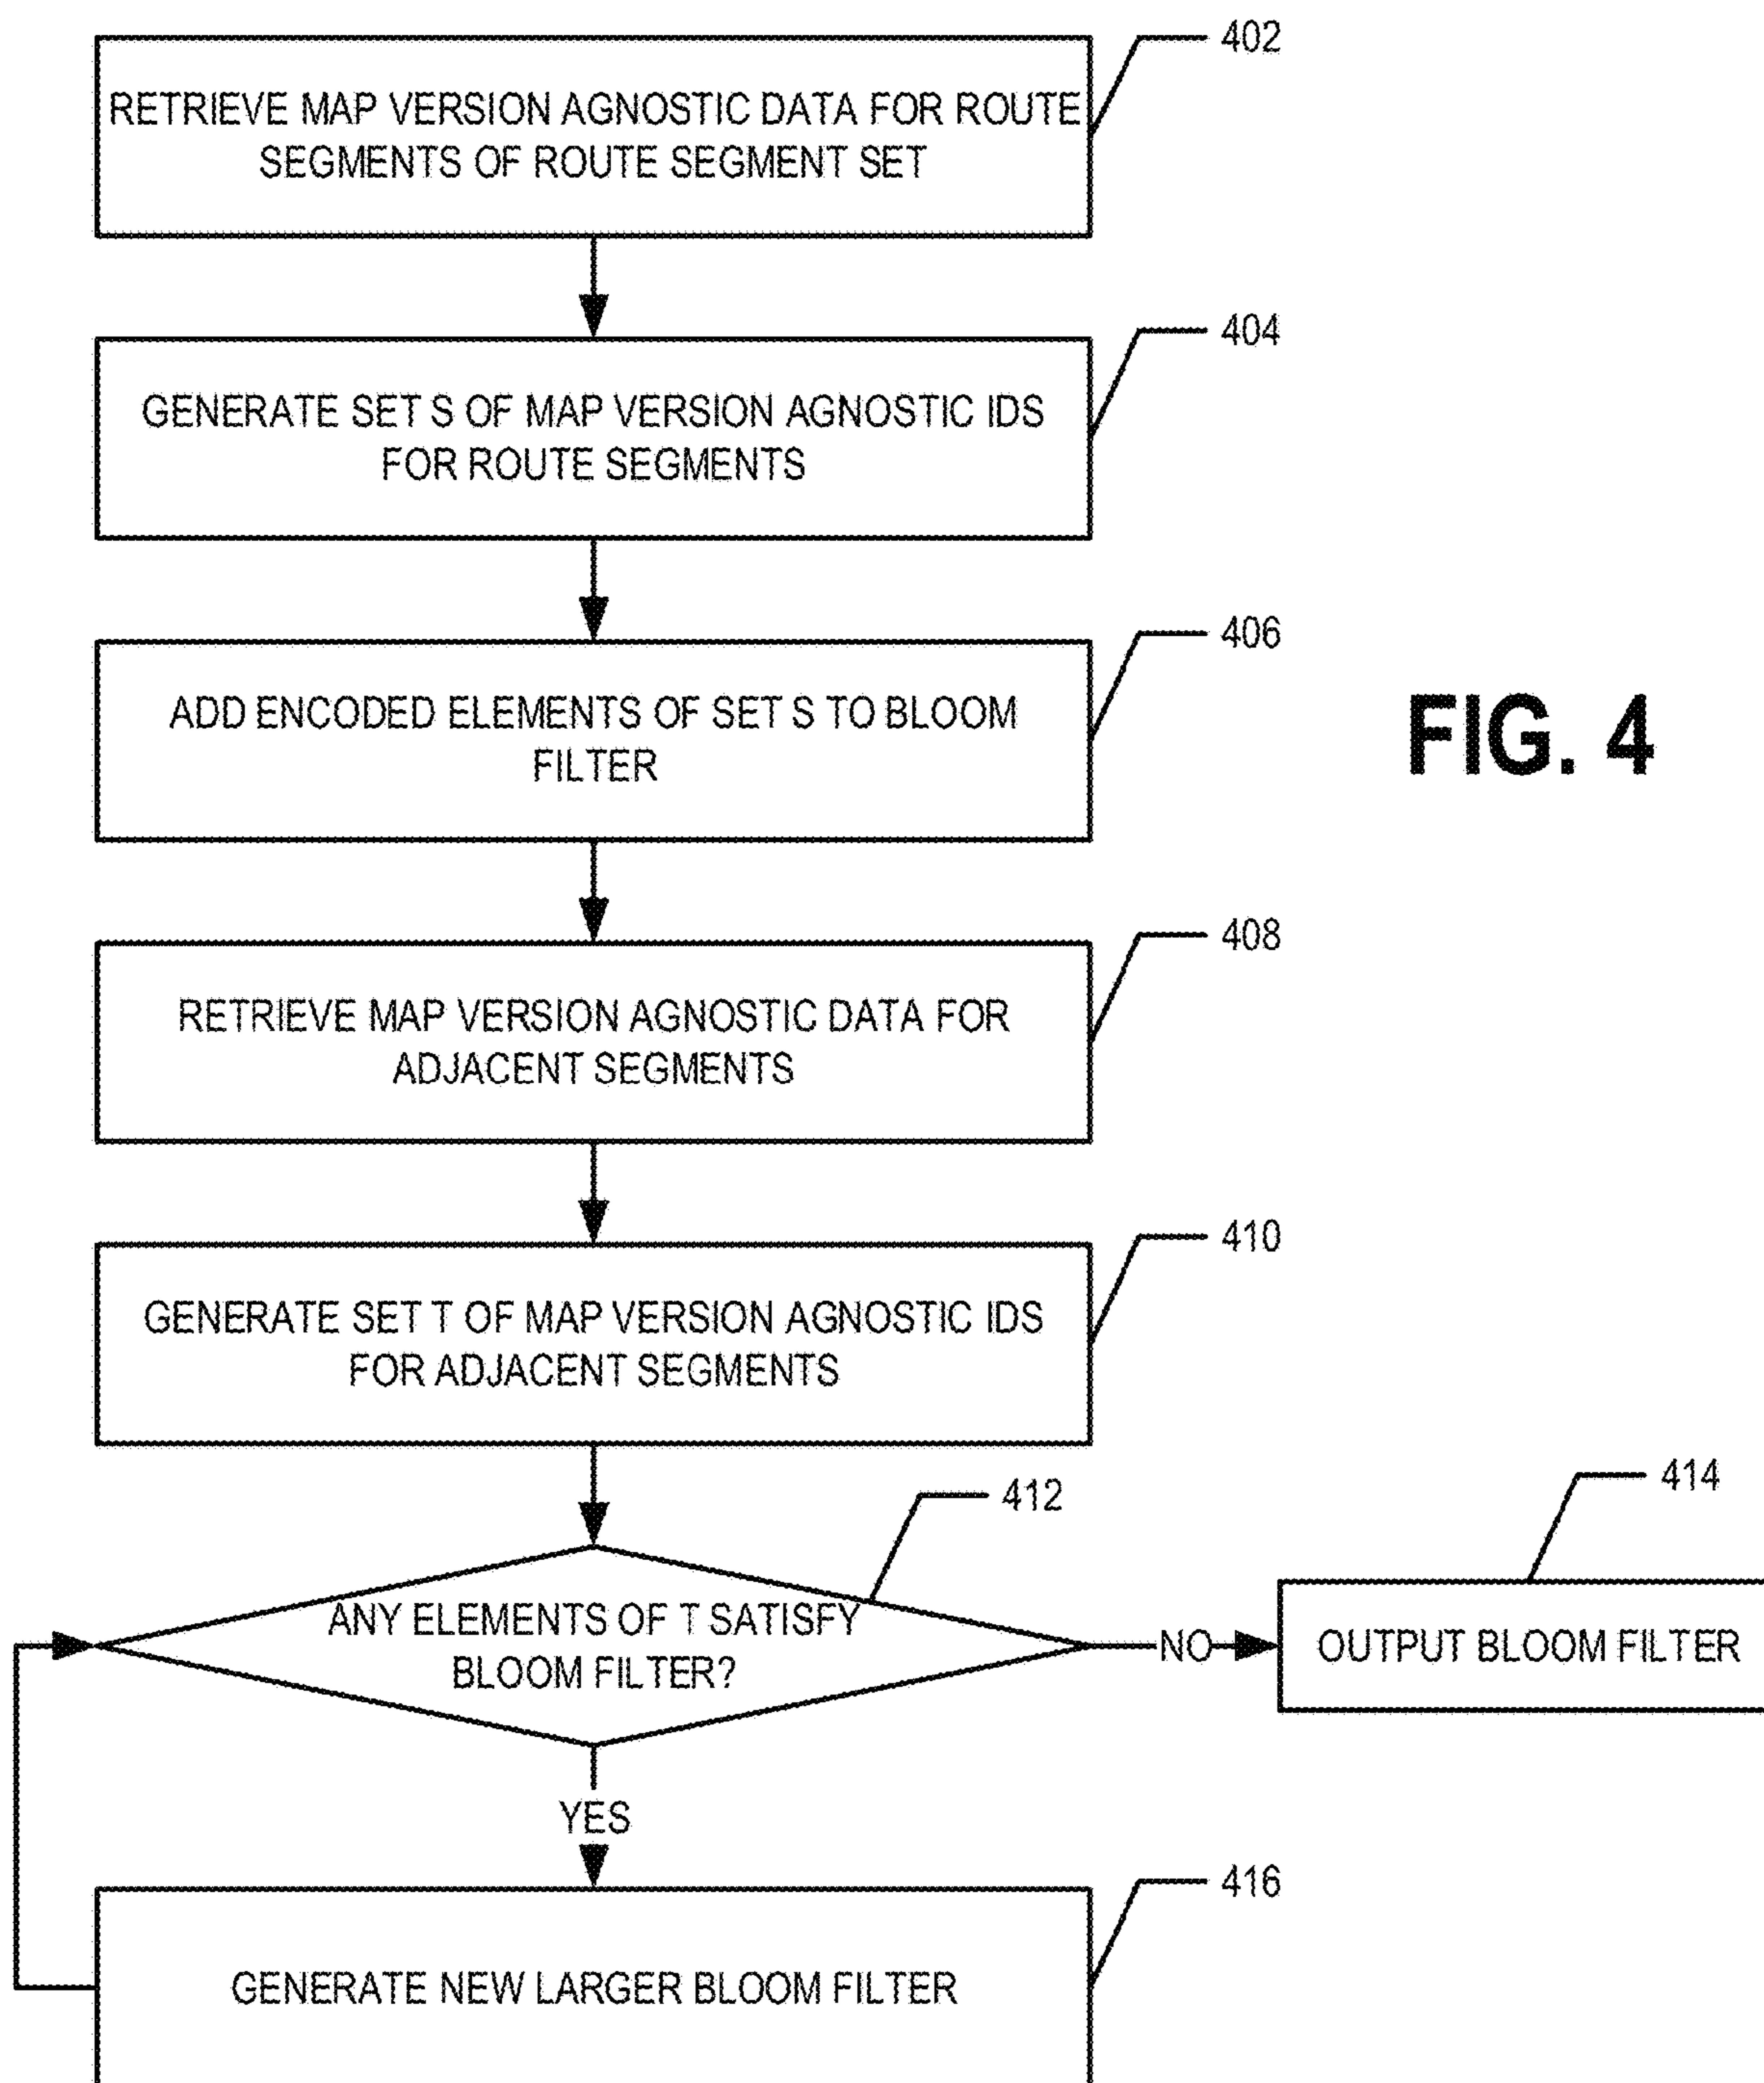 402
RETRIEVE MAP VERSION AGNOSTIC DATA FOR ROUTE
SEGMENTS OF ROUTE SEGMENT SET
404
GENERATE SET S OF MAP VERSION AGNOSTIC IDS
FOR ROUTE SEGMENTS
406
ADD ENCODED ELEMENTS OF SET S TO BLOOM
FILTER
FIG. 4
408
RETRIEVE MAP VERSION AGNOSTIC DATA FOR
ADJACENT SEGMENTS
410
GENERATE SET T OF MAP VERSION AGNOSTIC IDS
FOR ADJACENT SEGMENTS
412
414
ANY ELEMENTS OF T SATISFY
BLOOM FILTER?
NO
OUTPUT BLOOM FILTER
YES
416
GENERATE NEW LARGER BLOOM FILTER